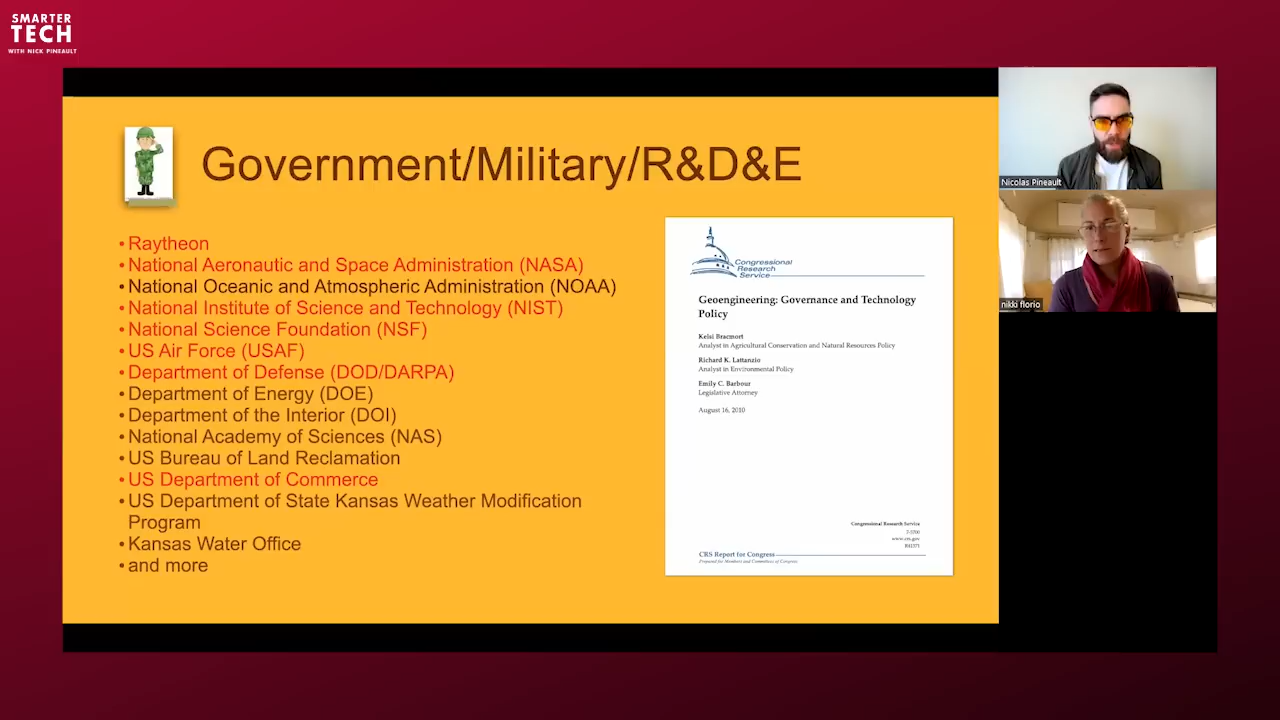 SMARTER
TECH
WITH NICK PINEAULT
Government/Military/R&D&E
• Raytheon
• National Aeronautic and Space Administration (NASA)
• National Oceanic and Atmospheric Administration (NOAA)
• National Institute of Science and Technology (NIST)
• National Science Foundation (NSF)
• US Air Force (USAF)
• Department of Defense (DOD/DARPA)
• Department of Energy (DOE)
• Department of the Interior (DOI)
• National Academy of Sciences (NAS)
• US Bureau of Land Reclamation
• US Department of Commerce
• US Department of State Kansas Weather Modification
Program
• Kansas Water Office
• and more
Congressional
Research
Service
Geoengineering: Governance and Technology
Policy
Kelsi Bracmort
Analyst in Agricultural Conservation and Natural Resources Policy
Richard K. Lattanzio
Analyst in Environmental Policy
Emily C. Barbour
Legislative Attorney
August 16, 2010
Congressional Research Service
7-5700
www.crs.gov
R41371
CRS Report for Congress
Prepared for Members and Committees of Congress
Nicolas Pineault
nikki florio